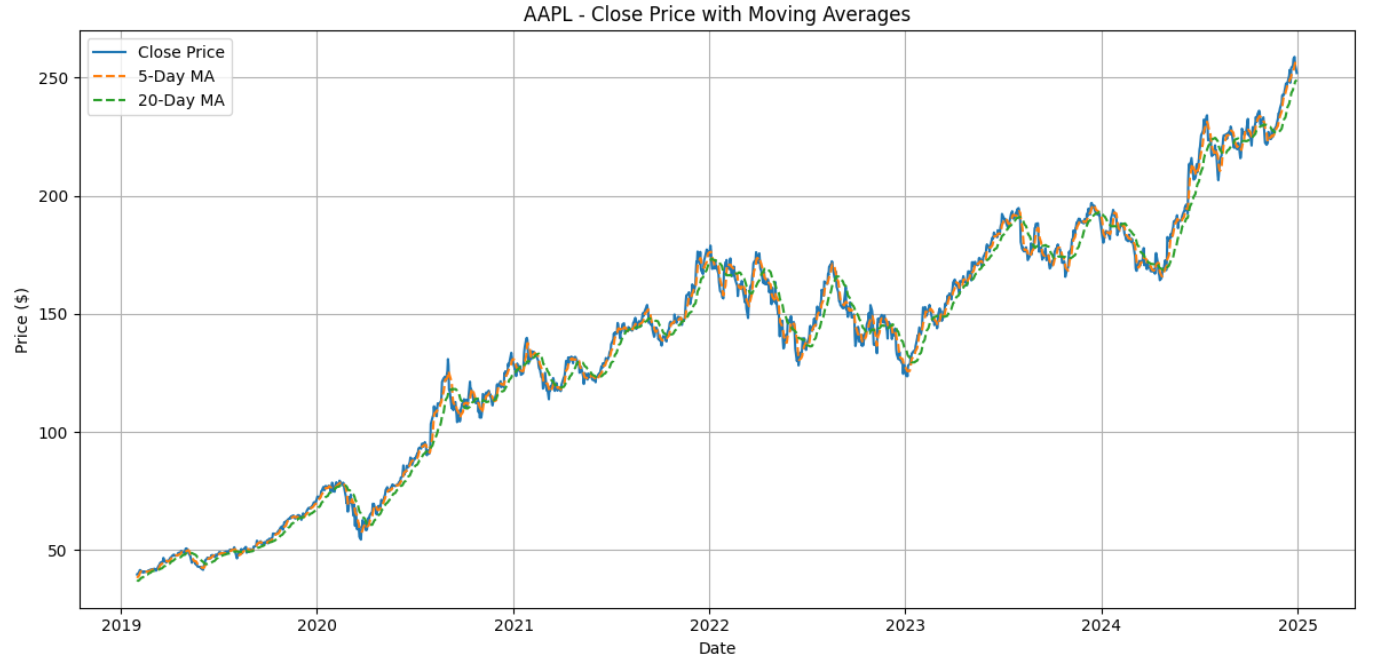 AAPL - Close Price with Moving Averages
Close Price
5-Day MA
20-Day MA
Price ($)
250
200
150
100
50
2019
2020
2021
2022
2023
2024
2025
Date